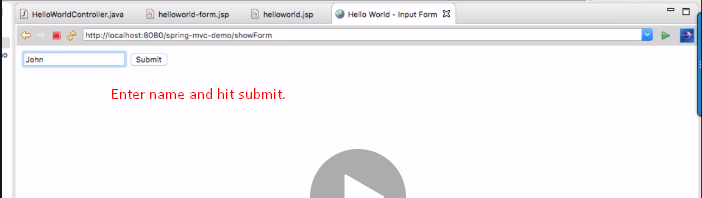 HelloWorldController.java helloworld-form.jsp helloworld.jsp Hello World - Input Form
http://localhost:8080/spring-mvc-demo/showForm
John Submit
Enter name and hit submit.